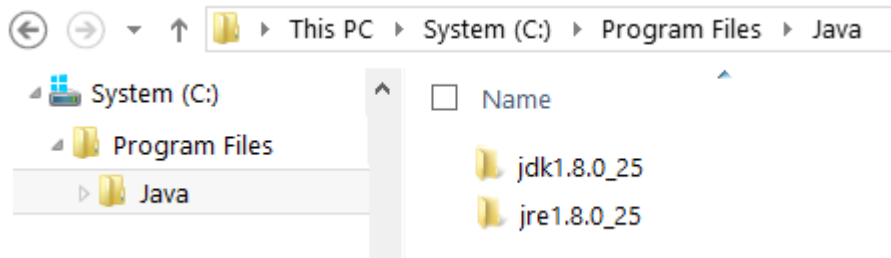 This PC System (C:) Program Files Java
System (C:)
Program Files
Java
Name
jdk1.8.0_25
jre1.8.0_25